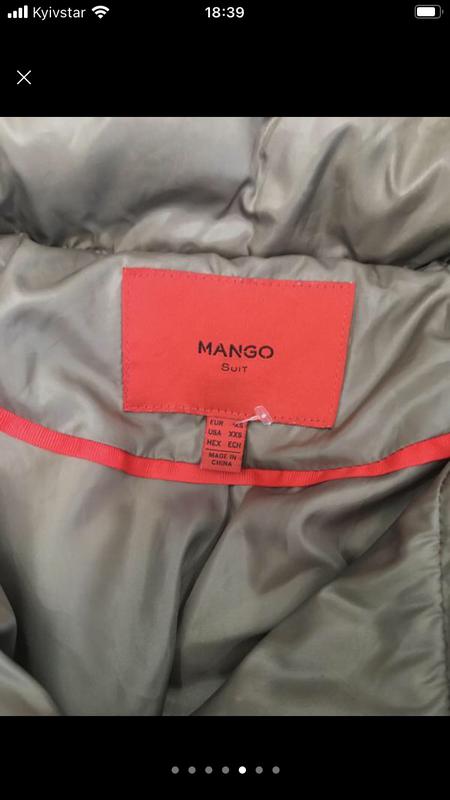 Kyivstar 18:39
MANGO
SUIT
EUR XS
USA XXS
MEX ECH
MADE IN
CHINA